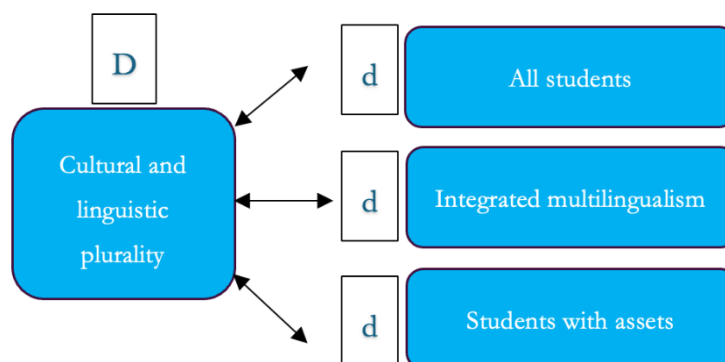 D
Cultural and
linguistic
plurality
d
All students
d
Integrated multilingualism
d
Students with assets